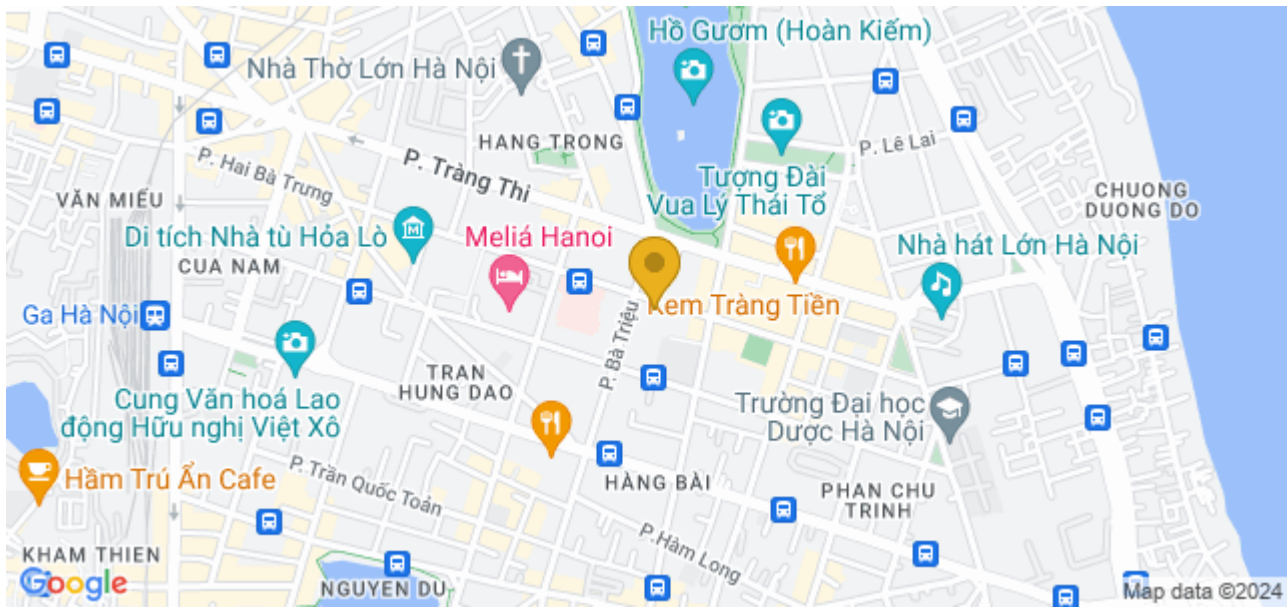 Hồ Gươm (Hoàn Kiếm)
Nhà Thờ Lớn Hà Nội
HANG TRONG
P. Lê Lai
P. Hai Bà Trưng
P. Tràng Thi
Tượng Đài
Vua Lý Thái Tổ
CHUONG
DUONG DO
VĂN MIẾU
Di tích Nhà tù Hỏa Lò
Meliá Hanoi
Nhà hát Lớn Hà Nội
CUA NAM
Ga Hà Nội
Kem Tràng Tiền
P. Bà Triệu
TRAN
HUNG DAO
Cung Văn hoá Lao
động Hữu nghị Việt Xô
Trường Đại học
Dược Hà Nội
Hầm Trú Ẩn Cafe
P. Trần Quốc Toản
HÀNG BÀI
PHAN CHU
TRINH
P.Hàm Long
KHAM THIEN
NGUYEN DU
Google
Map data ©2024